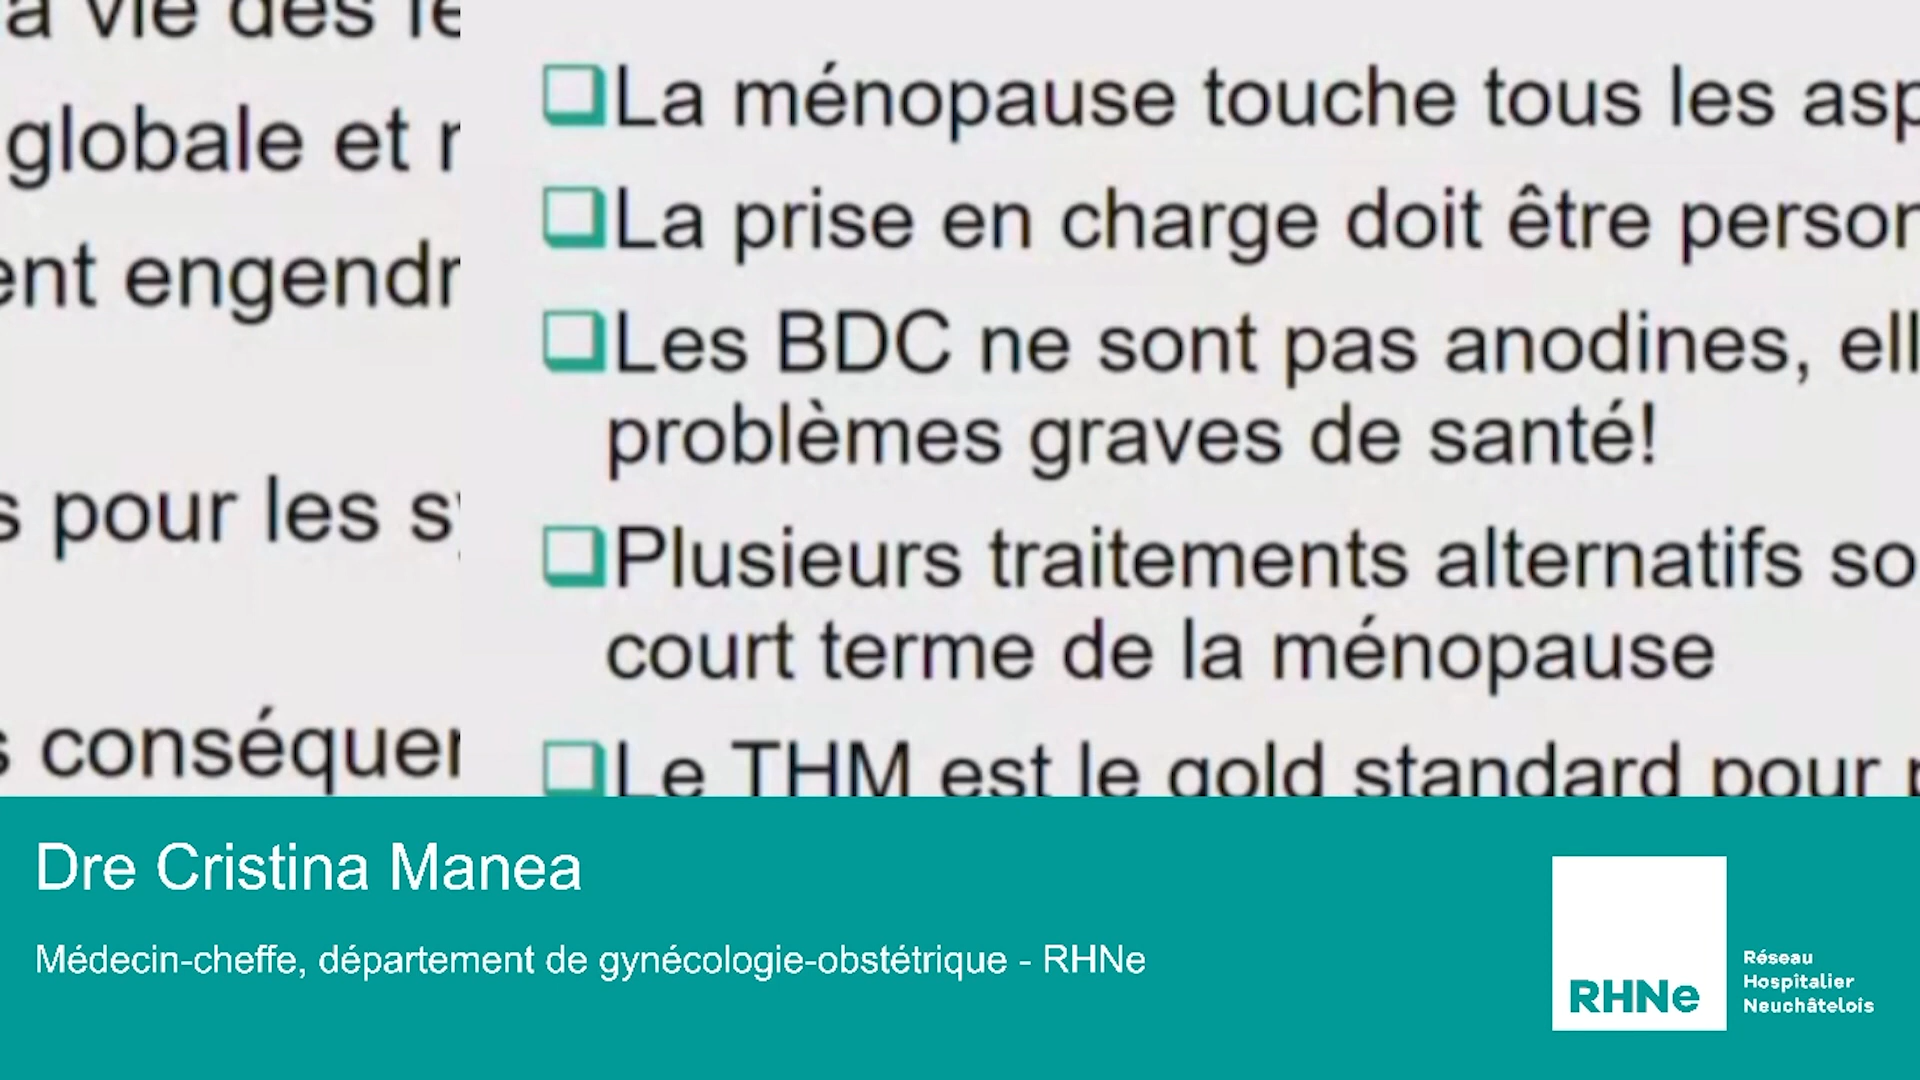 a vie des
globale et
engendr
pour les
conséquen
La ménopause touche tous les asp
La prise en charge doit être person
Les BDC ne sont pas anodines, ell
problèmes graves de santé!
Plusieurs traitements alternatifs so
court terme de la ménopause
Le THM est le gold standard pour
Dre Cristina Manea
Médecin-cheffe, département de gynécologie-obstétrique - RHNe
RHNe
Réseau
Hospitalier
Neuchâtelois